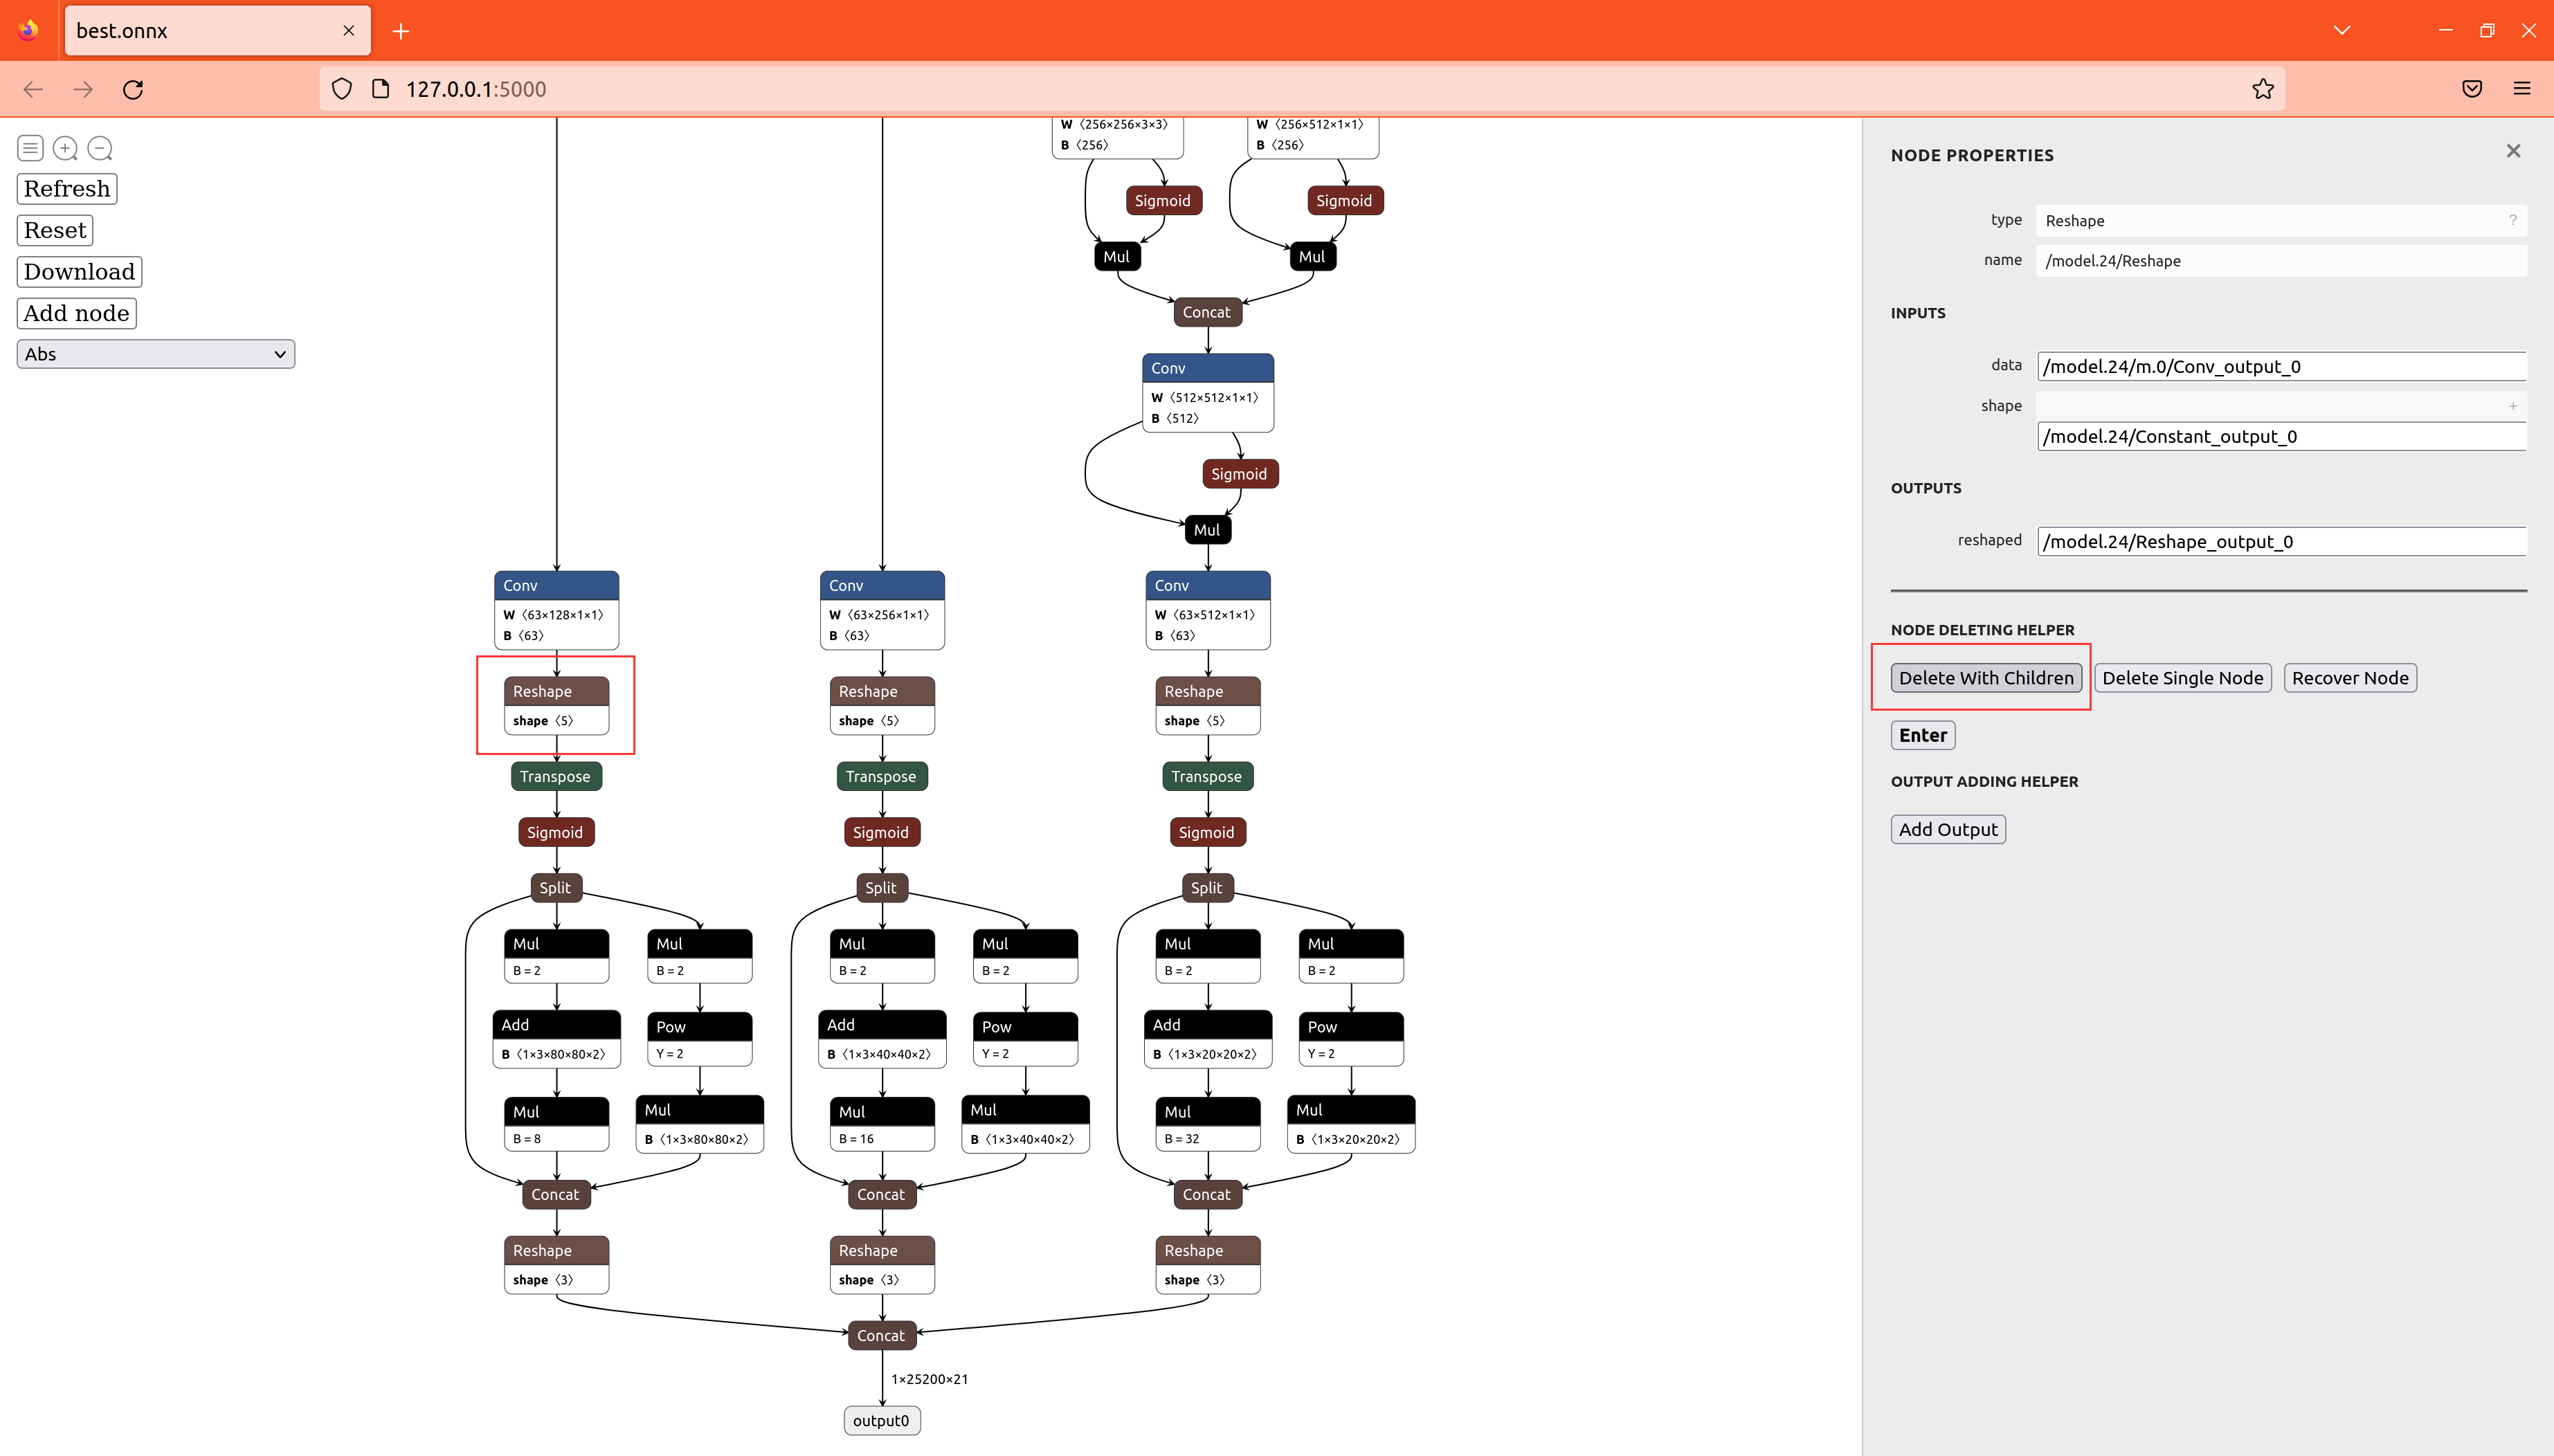 best.onnx
127.0.0.1:5000
Refresh
Reset
Download
Add node
Abs
W 〈256×256×3×3〉
B 〈256〉
W 〈256×512×1×1〉
B 〈256〉
Sigmoid
Sigmoid
Mul
Mul
Concat
Conv
W 〈512×512×1×1〉
B 〈512〉
Sigmoid
Mul
Conv
W 〈63×128×1×1〉
B 〈63〉
Conv
W 〈63×256×1×1〉
B 〈63〉
Conv
W 〈63×512×1×1〉
B 〈63〉
Reshape
shape 〈5〉
Reshape
shape 〈5〉
Reshape
shape 〈5〉
Transpose
Transpose
Transpose
Sigmoid
Sigmoid
Sigmoid
Split
Split
Split
Mul
B = 2
Mul
B = 2
Mul
B = 2
Mul
B = 2
Mul
B = 2
Mul
B = 2
Add
B 〈1×3×80×80×2〉
Pow
Y = 2
Add
B 〈1×3×40×40×2〉
Pow
Y = 2
Add
B 〈1×3×20×20×2〉
Pow
Y = 2
Mul
B = 8
Mul
B 〈1×3×80×80×2〉
Mul
B = 16
Mul
B 〈1×3×40×40×2〉
Mul
B = 32
Mul
B 〈1×3×20×20×2〉
Concat
Concat
Concat
Reshape
shape 〈3〉
Reshape
shape 〈3〉
Reshape
shape 〈3〉
Concat
1×25200×21
output0
NODE PROPERTIES
type Reshape ?
name /model.24/Reshape
INPUTS
data /model.24/m.0/Conv_output_0
shape +
/model.24/Constant_output_0
OUTPUTS
reshaped /model.24/Reshape_output_0
NODE DELETING HELPER
Delete With Children Delete Single Node Recover Node
Enter
OUTPUT ADDING HELPER
Add Output